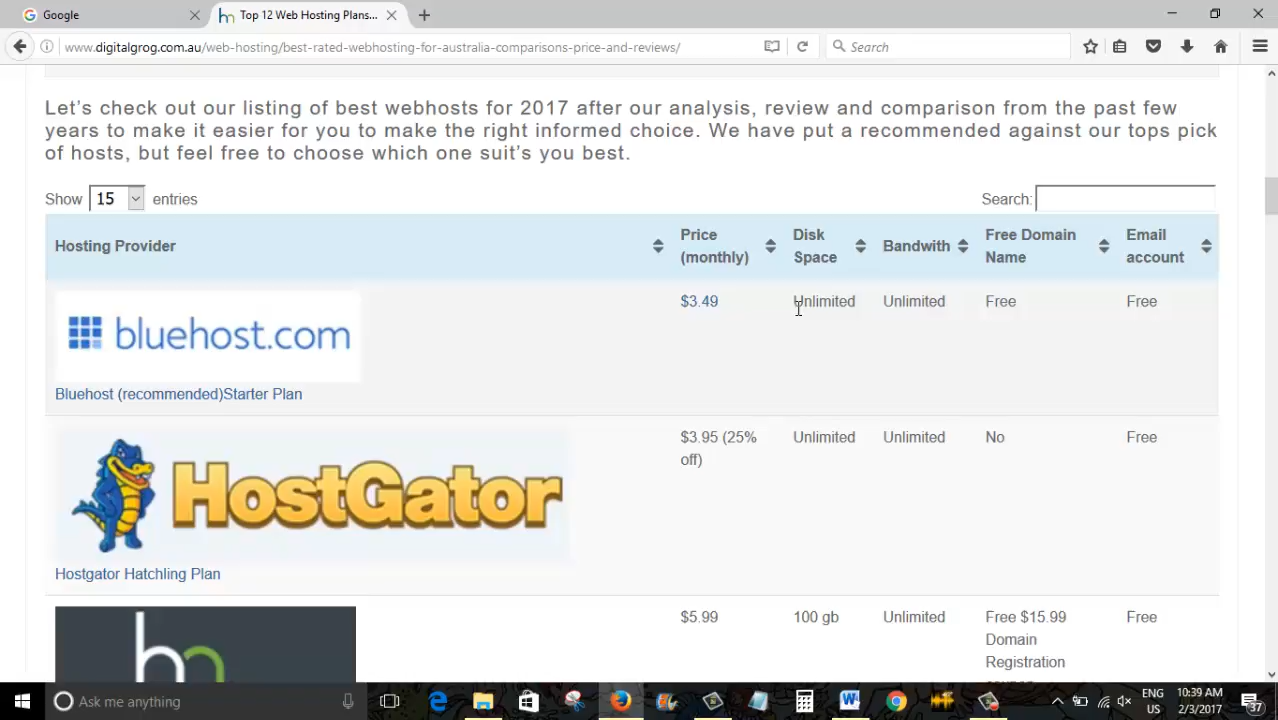 Google
Top 12 Web Hosting Plans...
www.digitalgrog.com.au/web-hosting/best-rated-webhosting-for-australia-comparisons-price-and-reviews/
Search
Let's check out our listing of best webhosts for 2017 after our analysis, review and comparison from the past few
years to make it easier for you to make the right informed choice. We have put a recommended against our tops pick
of hosts, but feel free to choose which one suit's you best.
Show 15 entries
Search:
Hosting Provider
Price (monthly)
Disk Space
Bandwith
Free Domain Name
Email account
bluehost.com
Bluehost (recommended)Starter Plan
$3.49
Unlimited
Unlimited
Free
Free
HostGator
Hostgator Hatchling Plan
$3.95 (25%
off)
Unlimited
Unlimited
No
Free
hn
$5.99
100 gb
Unlimited
Free $15.99
Domain
Registration
Free
Ask me anything
ENG
US
10:39 AM
2/3/2017
37